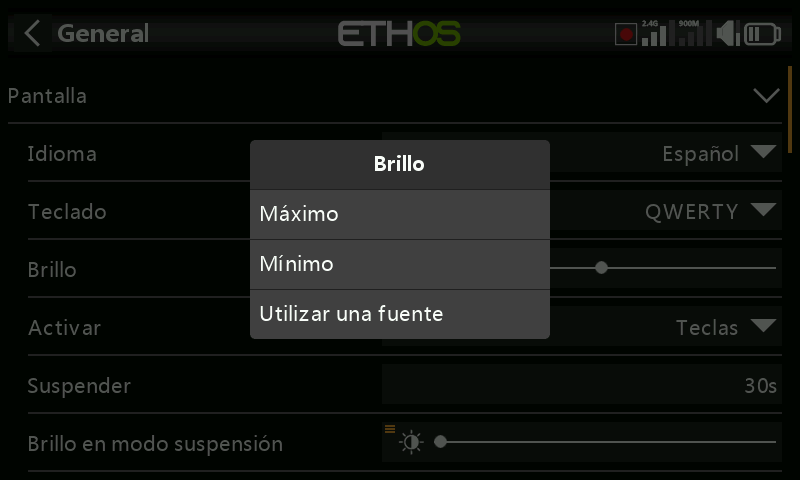 General
ETHOS
2.4G
900M
Pantalla
Idioma
Español
Teclado
QWERTY
Brillo
Activar
Teclas
Suspender
30s
Brillo en modo suspensión
Brillo
Máximo
Mínimo
Utilizar una fuente